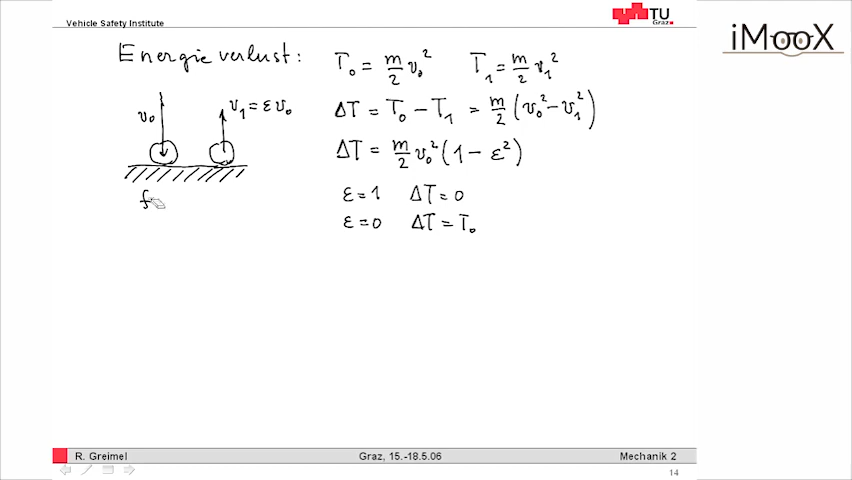 Vehicle Safety Institute
TU
Graz
iMooX
Energieverlust:
T₀ = m/2 v₀² T₁ = m/2 v₁²
v₀ v₁ = ε v₀
ΔT = T₀ − T₁ = m/2 (v₀² − v₁²)
ΔT = m/2 v₀² (1 − ε²)
ε = 1 ΔT = 0
f
ε = 0 ΔT = T₀
R. Greimel Graz, 15.-18.5.06 Mechanik 2
14